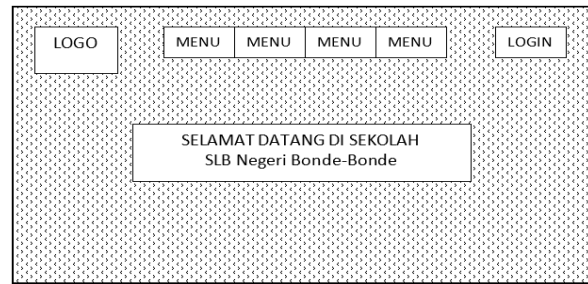 LOGO MENU MENU MENU MENU LOGIN
SELAMAT DATANG DI SEKOLAH
SLB Negeri Bonde-Bonde